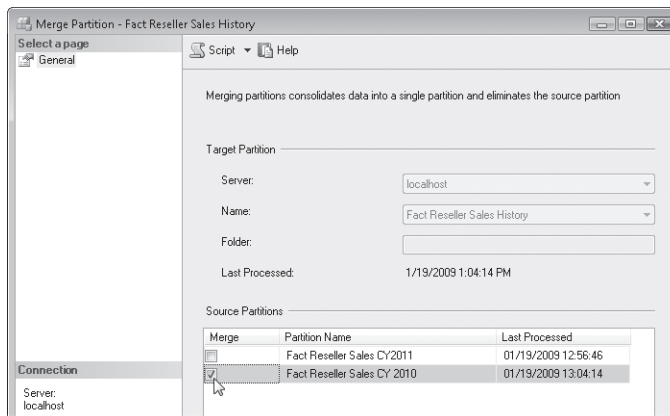 Merge Partition - Fact Reseller Sales History
Select a page
General
Script
Help
Merging partitions consolidates data into a single partition and eliminates the source partition
Target Partition
Server:
localhost
Name:
Fact Reseller Sales History
Folder:
Last Processed:
1/19/2009 1:04:14 PM
Source Partitions
Merge Partition Name Last Processed
Fact Reseller Sales CY2011 01/19/2009 12:56:46
Fact Reseller Sales CY 2010 01/19/2009 13:04:14
Connection
Server:
localhost